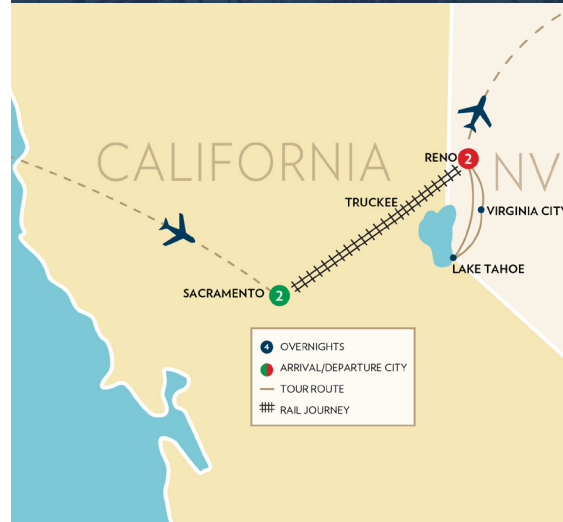 CALIFORNIA
NV
RENO 2
TRUCKEE
VIRGINIA CITY
LAKE TAHOE
SACRAMENTO 2
4 OVERNIGHTS
ARRIVAL/DEPARTURE CITY
TOUR ROUTE
RAIL JOURNEY